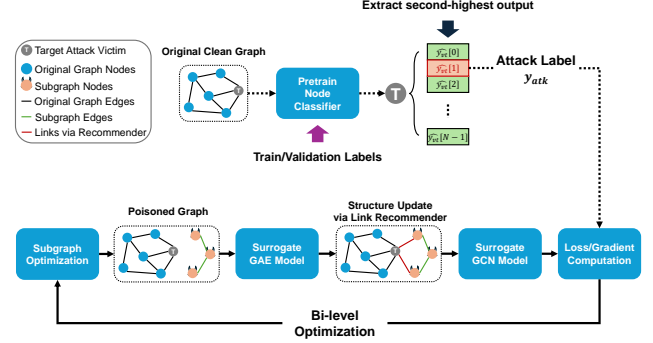 Extract second-highest output
T Target Attack Victim
Original Graph Nodes
Subgraph Nodes
Original Graph Edges
Subgraph Edges
Links via Recommender
Original Clean Graph
T
Pretrain
Node
Classifier
Train/Validation Labels
T
ŷ_vt[0]
ŷ_vt[1]
ŷ_vt[2]
⋮
ŷ_vt[N − 1]
Attack Label
y_atk
Subgraph
Optimization
Poisoned Graph
T
Surrogate
GAE Model
Structure Update
via Link Recommender
T
Surrogate
GCN Model
Loss/Gradient
Computation
Bi-level
Optimization